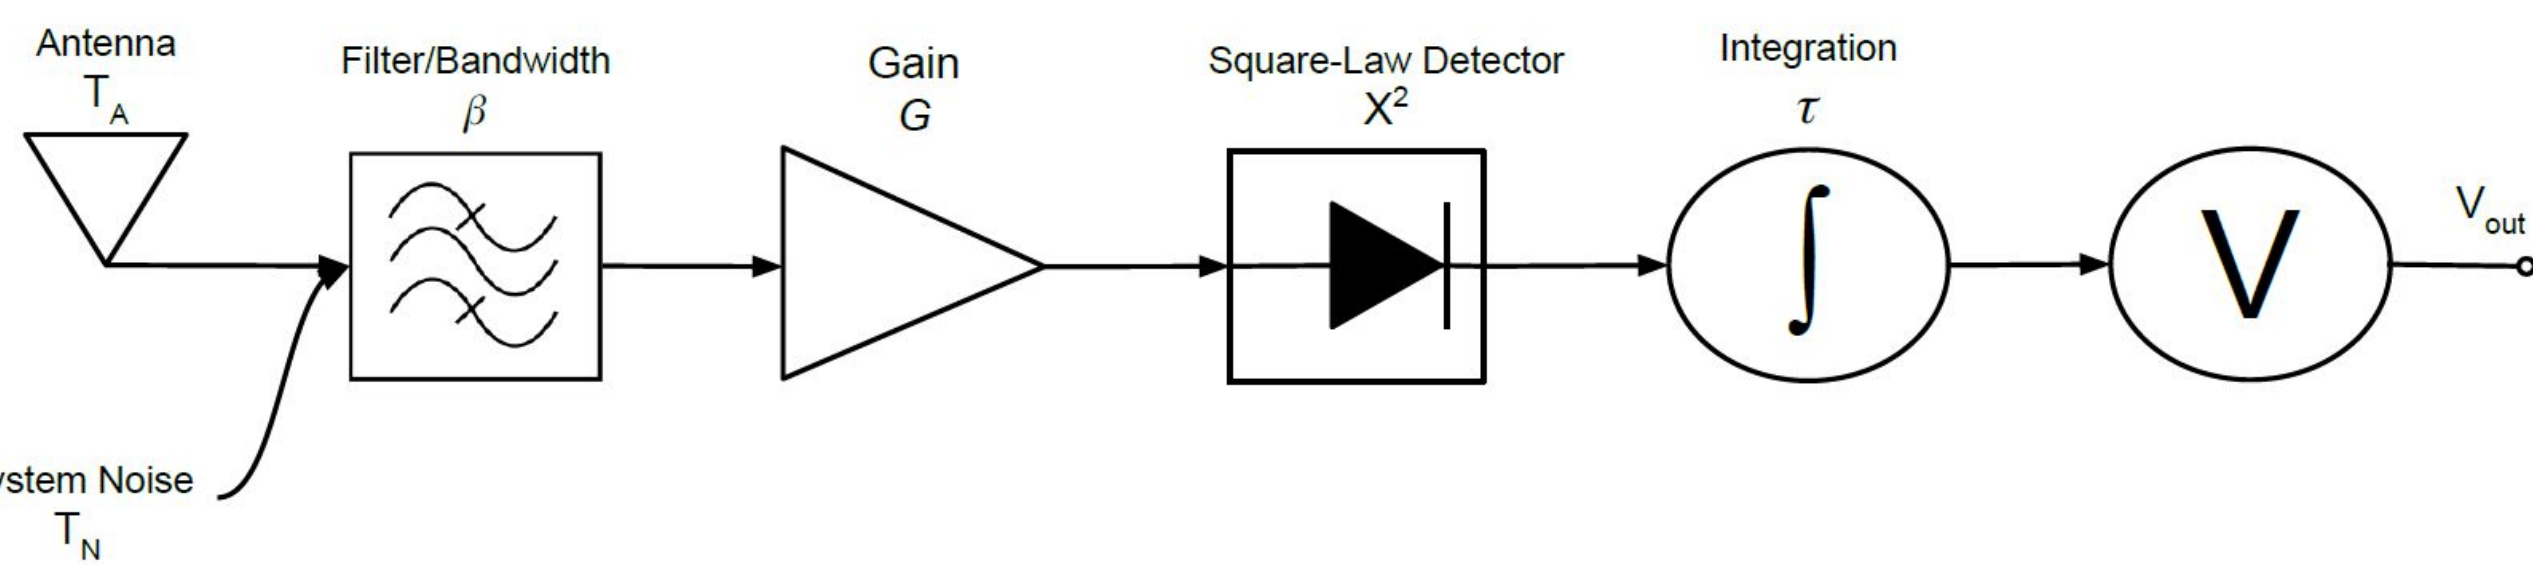 Antenna
T_A
Filter/Bandwidth
β
Gain
G
Square-Law Detector
X²
Integration
τ
∫
V
V_out
ystem Noise
T_N